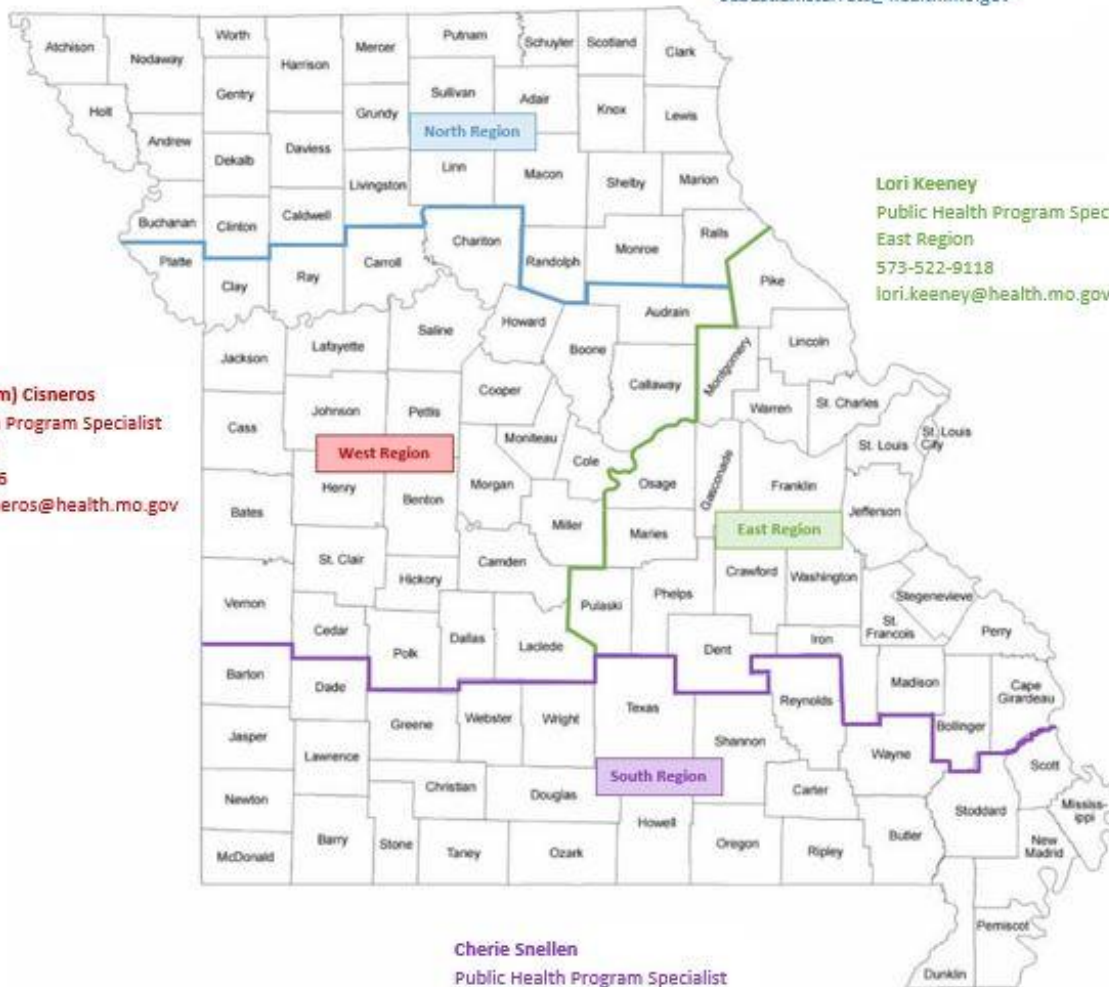 Worth
Putnam
Schuyler
Scotland
Atchison
Mercer
Clark
Nodaway
Harrison
Gentry
Sullivan
Adair
Knox
Holt
Grundy
Lewis
North Region
Andrew
Daviess
Dekalb
Linn
Macon
Shelby
Marion
Livingston
Lori Keeney
Public Health Program Spec
East Region
573-522-9118
lori.keeney@health.mo.gov
Buchanan
Clinton
Caldwell
Ralls
Chariton
Monroe
Platte
Carroll
Randolph
Ray
Clay
Pike
Howard
Audrain
Saline
Lincoln
Lafayette
Boone
Jackson
Montgomery
Callaway
Cooper
m) Cisneros
Program Specialist
eros@health.mo.gov
Johnson
Pettis
Warren
St. Charles
Cass
Moniteau
St. Louis
St. Louis
City
West Region
Cole
Gasconade
Henry
Morgan
Osage
Franklin
Benton
Bates
Miller
Jefferson
East Region
Maries
St. Clair
Camden
Hickory
Crawford
Washington
Phelps
Stegenevieve
Vernon
Pulaski
St.
Francois
Cedar
Dallas
Iron
Perry
Polk
Laclede
Dent
Barton
Dade
Madison
Cape
Girardeau
Reynolds
Texas
Greene
Webster
Wright
Bollinger
Jasper
Shannon
Wayne
Lawrence
South Region
Scott
Christian
Carter
Newton
Douglas
Stoddard
Mississ-
ippi
Howell
Butler
Barry
Stone
Oregon
New
Madrid
McDonald
Taney
Ozark
Ripley
Pemiscot
Cherie Snellen
Public Health Program Specialist
Dunklin